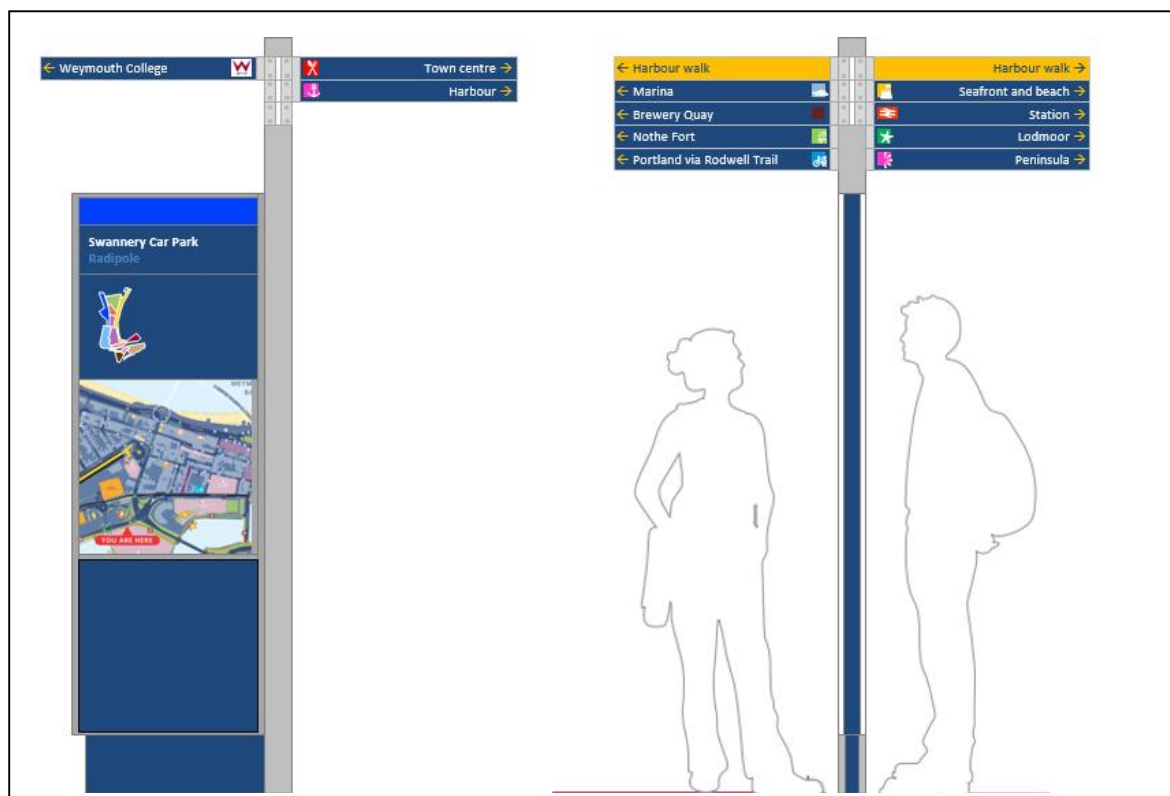 ← Weymouth College
Town centre →
Harbour →
Swannery Car Park
Radipole
WEYM
YOU ARE HERE
← Harbour walk
← Marina
← Brewery Quay
← Nothe Fort
← Portland via Rodwell Trail
Harbour walk →
Seafront and beach →
Station →
Lodmoor →
Peninsula →